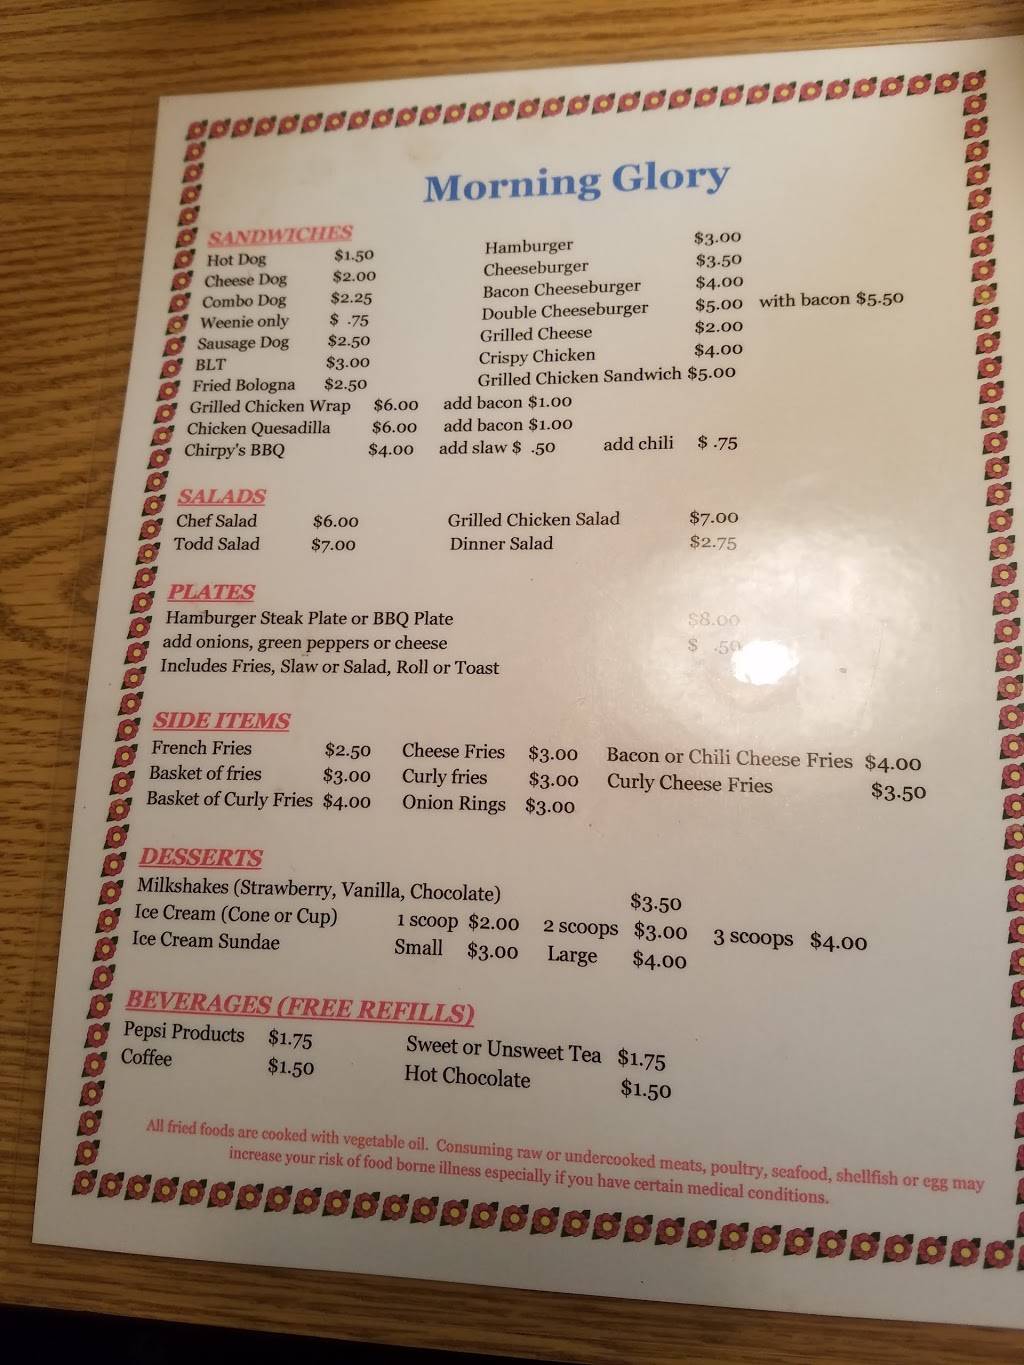 Morning Glory
SANDWICHES
Hot Dog $1.50 Hamburger $3.00
Cheese Dog $2.00 Cheeseburger $3.50
Combo Dog $2.25 Bacon Cheeseburger $4.00
Weenie only $ .75 Double Cheeseburger $5.00 with bacon $5.50
Sausage Dog $2.50 Grilled Cheese $2.00
BLT $3.00 Crispy Chicken $4.00
Fried Bologna $2.50 Grilled Chicken Sandwich $5.00
Grilled Chicken Wrap $6.00 add bacon $1.00
Chicken Quesadilla $6.00 add bacon $1.00
Chirpy's BBQ $4.00 add slaw $ .50 add chili $ .75
SALADS
Chef Salad $6.00 Grilled Chicken Salad $7.00
Todd Salad $7.00 Dinner Salad $2.75
PLATES
Hamburger Steak Plate or BBQ Plate $8.00
add onions, green peppers or cheese $ .50
Includes Fries, Slaw or Salad, Roll or Toast
SIDE ITEMS
French Fries $2.50 Cheese Fries $3.00 Bacon or Chili Cheese Fries $4.00
Basket of fries $3.00 Curly fries $3.00 Curly Cheese Fries $3.50
Basket of Curly Fries $4.00 Onion Rings $3.00
DESSERTS
Milkshakes (Strawberry, Vanilla, Chocolate) $3.50
Ice Cream (Cone or Cup) 1 scoop $2.00 2 scoops $3.00 3 scoops $4.00
Ice Cream Sundae Small $3.00 Large $4.00
BEVERAGES (FREE REFILLS)
Pepsi Products $1.75 Sweet or Unsweet Tea $1.75
Coffee $1.50 Hot Chocolate $1.50
All fried foods are cooked with vegetable oil. Consuming raw or undercooked meats, poultry, seafood, shellfish or egg may
increase your risk of food borne illness especially if you have certain medical conditions.